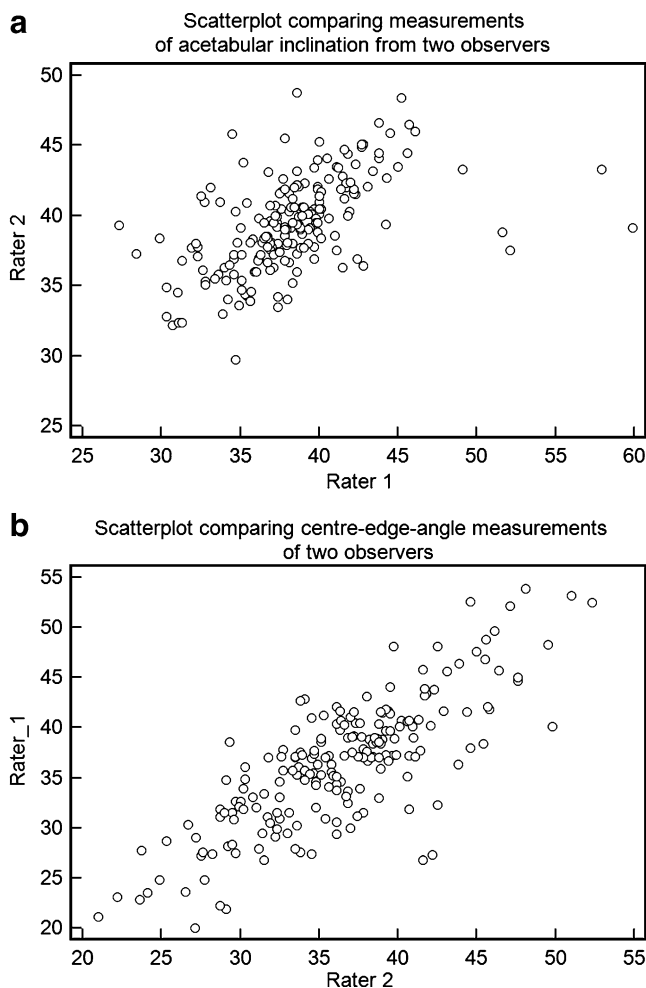 a
Scatterplot comparing measurements
of acetabular inclination from two observers
50
45
40
35
30
25
Rater 2
25 30 35 40 45 50 55 60
Rater 1
b
Scatterplot comparing centre-edge-angle measurements
of two observers
55
50
45
40
35
30
25
20
Rater_1
20 25 30 35 40 45 50 55
Rater 2